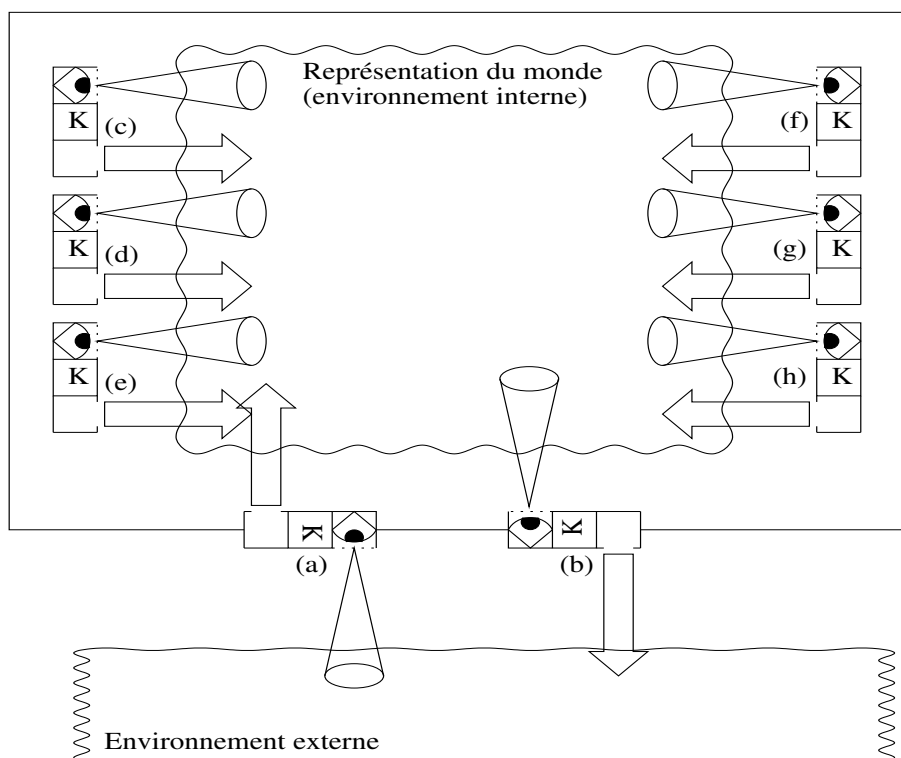 Représentation du monde
(environnement interne)
K
(c)
(f)
K
K
(d)
(g)
K
K
(e)
(h)
K
K
K
(a)
(b)
Environnement externe